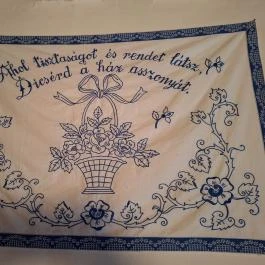 Ahol tisztaságot és rendet látsz
Dicsérd a ház asszonyát.